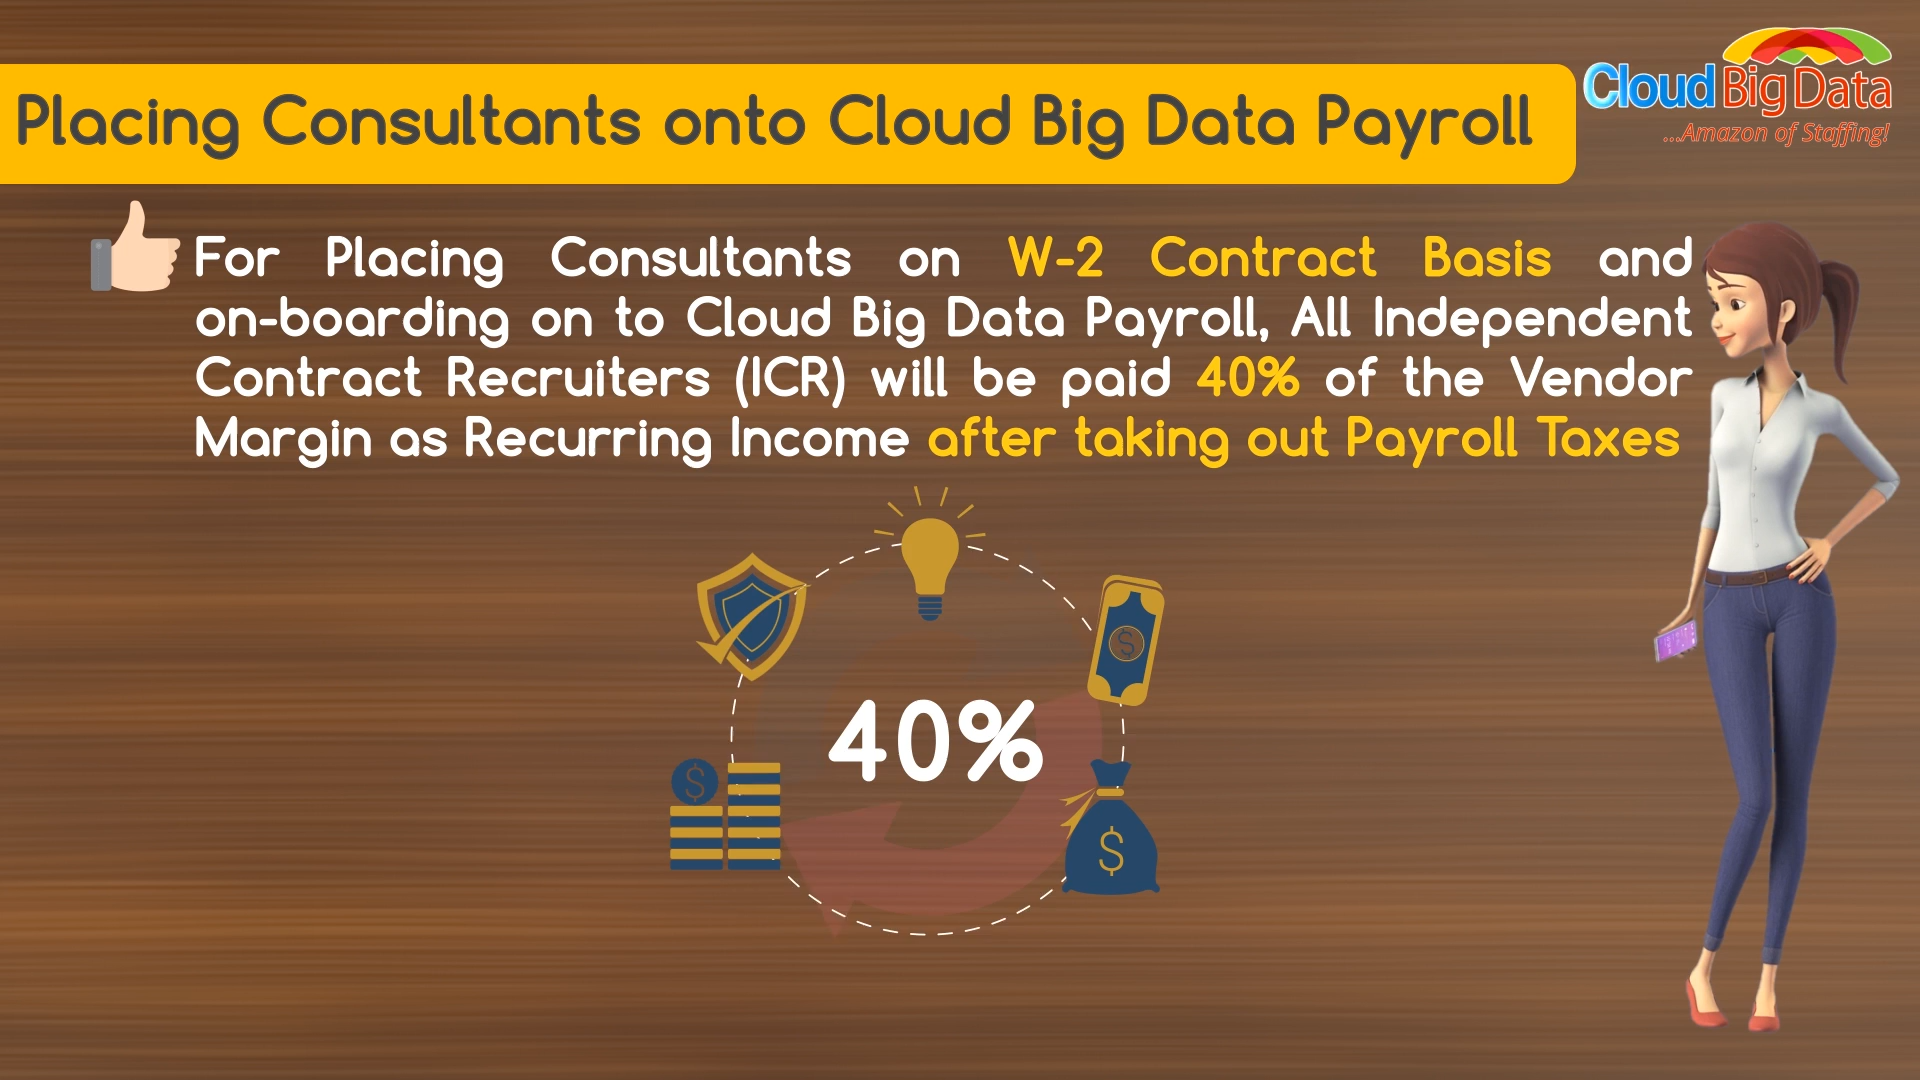 Placing Consultants onto Cloud Big Data Payroll
Cloud Big Data
...Amazon of Staffing!
For Placing Consultants on W-2 Contract Basis and
on-boarding on to Cloud Big Data Payroll, All Independent
Contract Recruiters (ICR) will be paid 40% of the Vendor
Margin as Recurring Income after taking out Payroll Taxes
$
40%
$
$